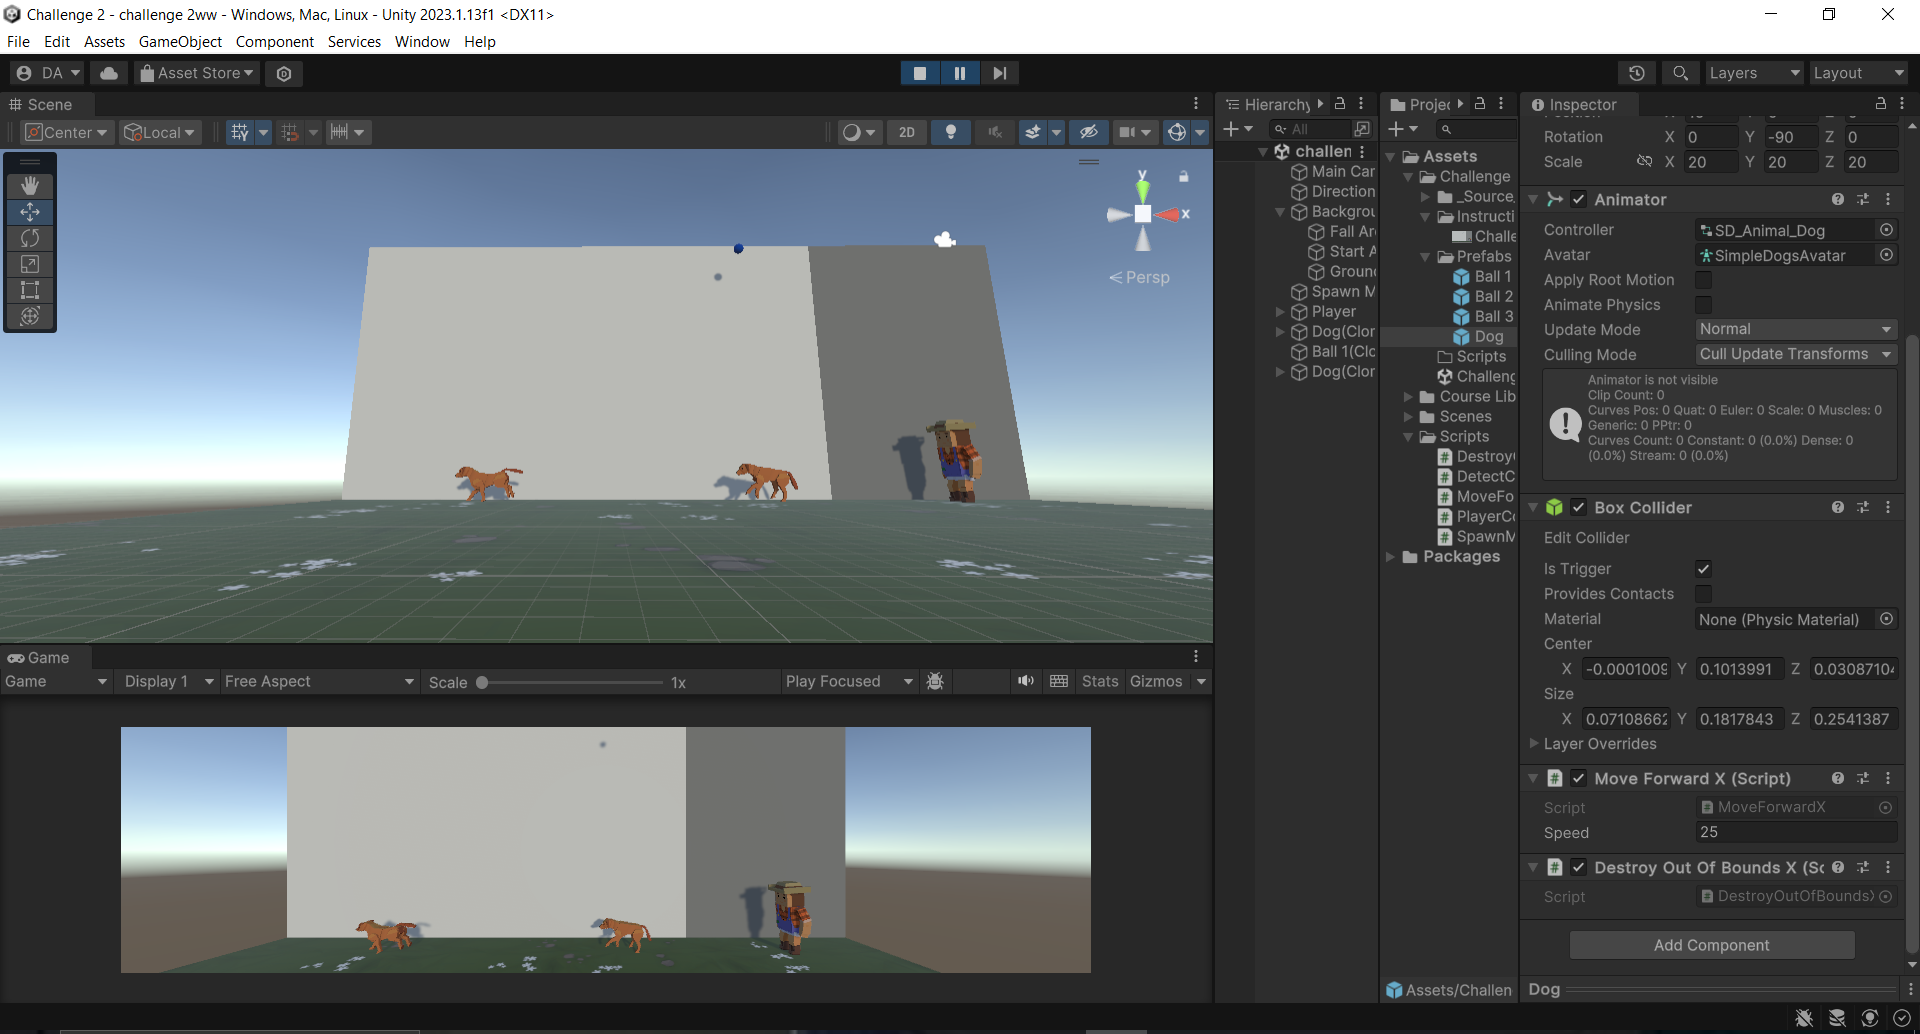 Challenge 2 - challenge 2ww - Windows, Mac, Linux - Unity 2023.1.13f1 <DX11>
File Edit Assets GameObject Component Services Window Help
DA Asset Store Layers Layout
Scene
Center Local 2D
y
x
< Persp
Game
Game Display 1 Free Aspect Scale 1x Play Focused Stats Gizmos
Hierarchy
All
challen
Main Car
Direction
Backgrou
Fall Ar
Start A
Groun
Spawn M
Player
Dog(Clor
Ball 1(Clo
Dog(Clor
Projec
Assets
Challenge
_Source
Instructi
Challe
Prefabs
Ball 1
Ball 2
Ball 3
Dog
Scripts
Challeng
Course Lib
Scenes
Scripts
Destroy
DetectC
MoveFo
PlayerCo
SpawnM
Packages
Assets/Challen
Inspector
Rotation X 0 Y -90 Z 0
Scale X 20 Y 20 Z 20
Animator
Controller SD_Animal_Dog
Avatar SimpleDogsAvatar
Apply Root Motion
Animate Physics
Update Mode Normal
Culling Mode Cull Update Transforms
Animator is not visible
Clip Count: 0
Curves Pos: 0 Quat: 0 Euler: 0 Scale: 0 Muscles: 0
Generic: 0 PPtr: 0
Curves Count: 0 Constant: 0 (0.0%) Dense: 0
(0.0%) Stream: 0 (0.0%)
Box Collider
Edit Collider
Is Trigger
Provides Contacts
Material None (Physic Material)
Center
X -0.0001009 Y 0.1013991 Z 0.0308710
Size
X 0.0710866 Y 0.1817843 Z 0.2541387
Layer Overrides
Move Forward X (Script)
Script MoveForwardX
Speed 25
Destroy Out Of Bounds X (Sc
Script DestroyOutOfBounds
Add Component
Dog